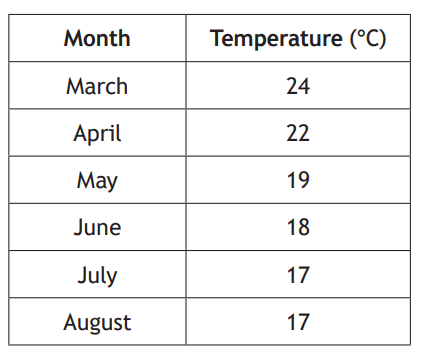 Month Temperature (°C)
March 24
April 22
May 19
June 18
July 17
August 17